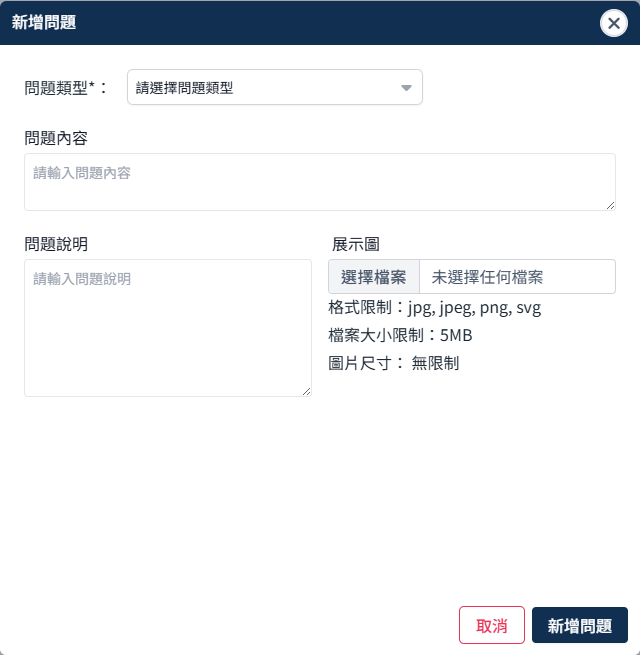 新增問題
問題類型*： 請選擇問題類型
問題內容
請輸入問題內容
問題說明
請輸入問題說明
展示圖
選擇檔案 未選擇任何檔案
格式限制：jpg, jpeg, png, svg
檔案大小限制：5MB
圖片尺寸： 無限制
取消 新增問題